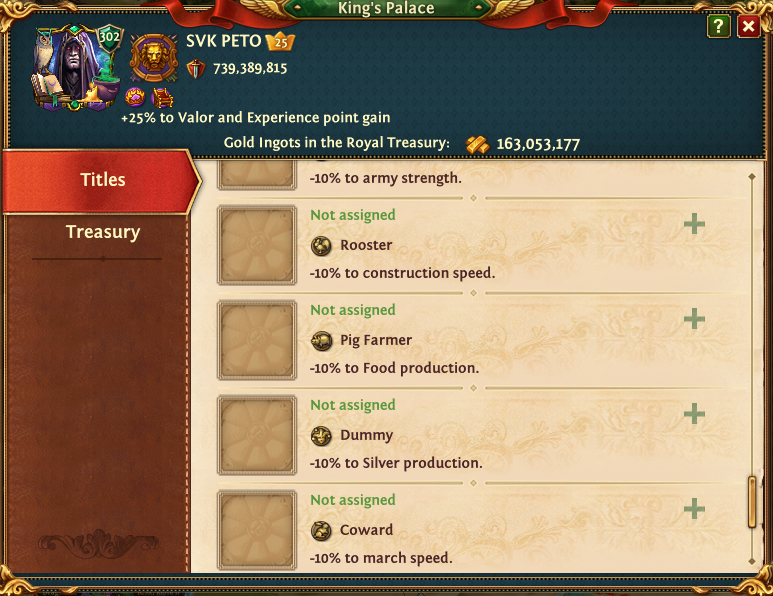 King's Palace
?
302
SVK PETO 25
739,389,815
+25% to Valor and Experience point gain
Gold Ingots in the Royal Treasury: 163,053,177
Titles
Treasury
-10% to army strength.
Not assigned
Rooster
-10% to construction speed.
Not assigned
Pig Farmer
-10% to Food production.
Not assigned
Dummy
-10% to Silver production.
Not assigned
Coward
-10% to march speed.